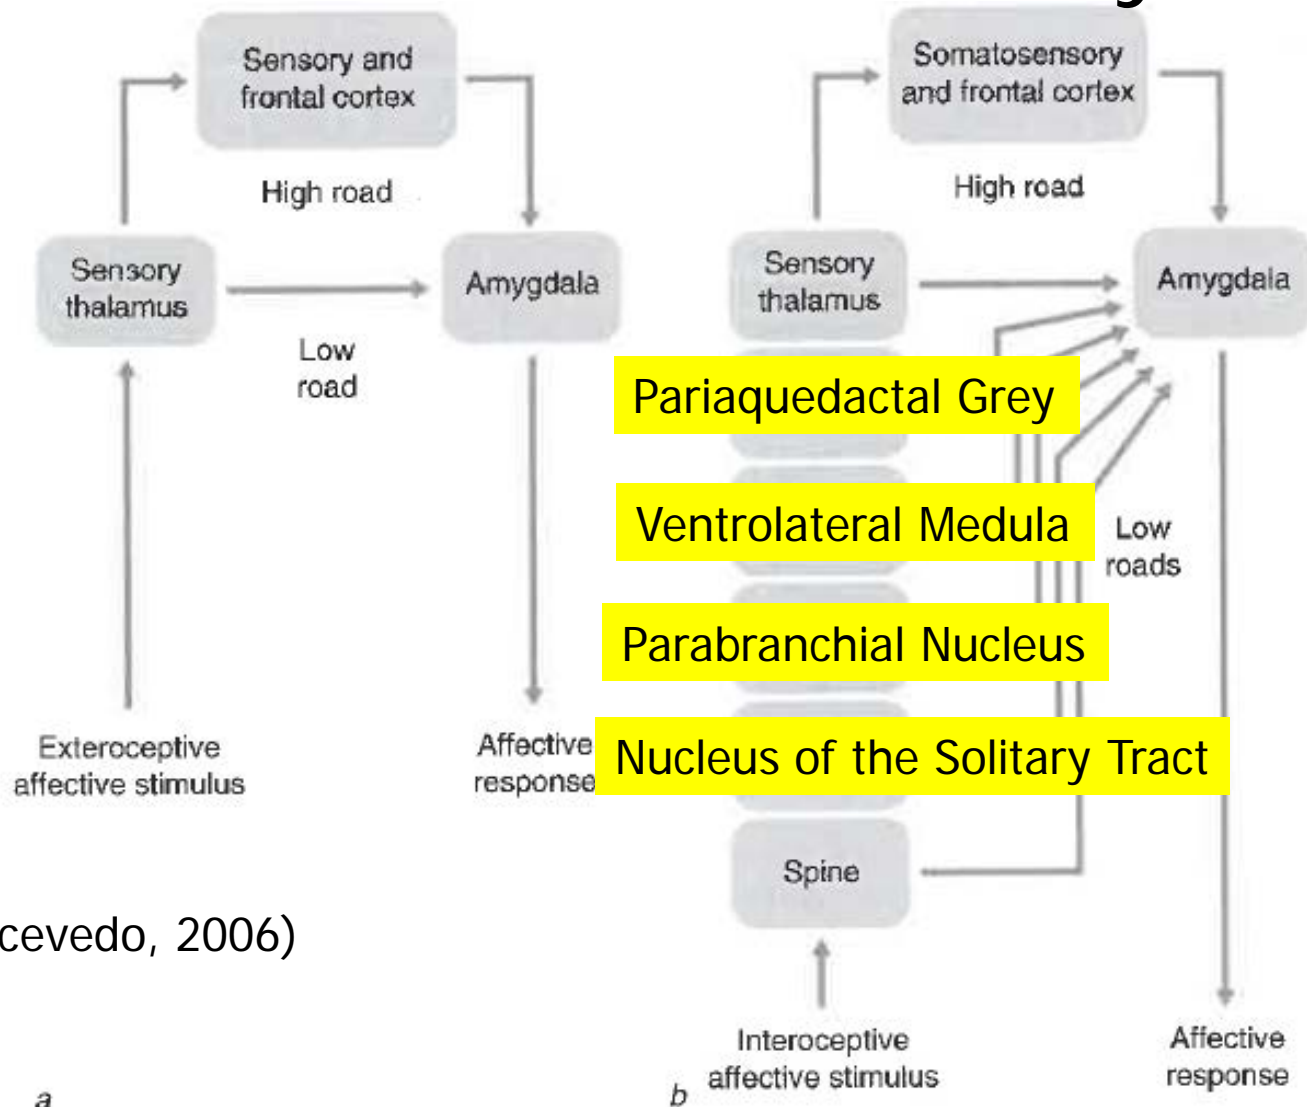 Sensory and
frontal cortex
High road
Sensory
thalamus
Amygdala
Low
road
Exteroceptive
affective stimulus
Affective
response
cevedo, 2006)
a
Somatosensory
and frontal cortex
High road
Sensory
thalamus
Amygdala
Pariaquedactal Grey
Ventrolateral Medula
Low
roads
Parabranchial Nucleus
Nucleus of the Solitary Tract
Spine
Interoceptive
affective stimulus
Affective
response
b